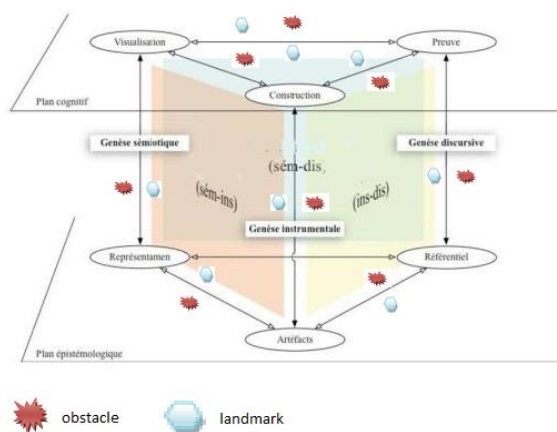 Visualisation
Preuve
Construction
Plan cognitif
Genèse sémiotique
Genèse discursive
(sém-dis)
(sém-ins)
(ins-dis)
Genèse instrumentale
Représentamen
Référentiel
Artéfacts
Plan épistémologique
obstacle
landmark